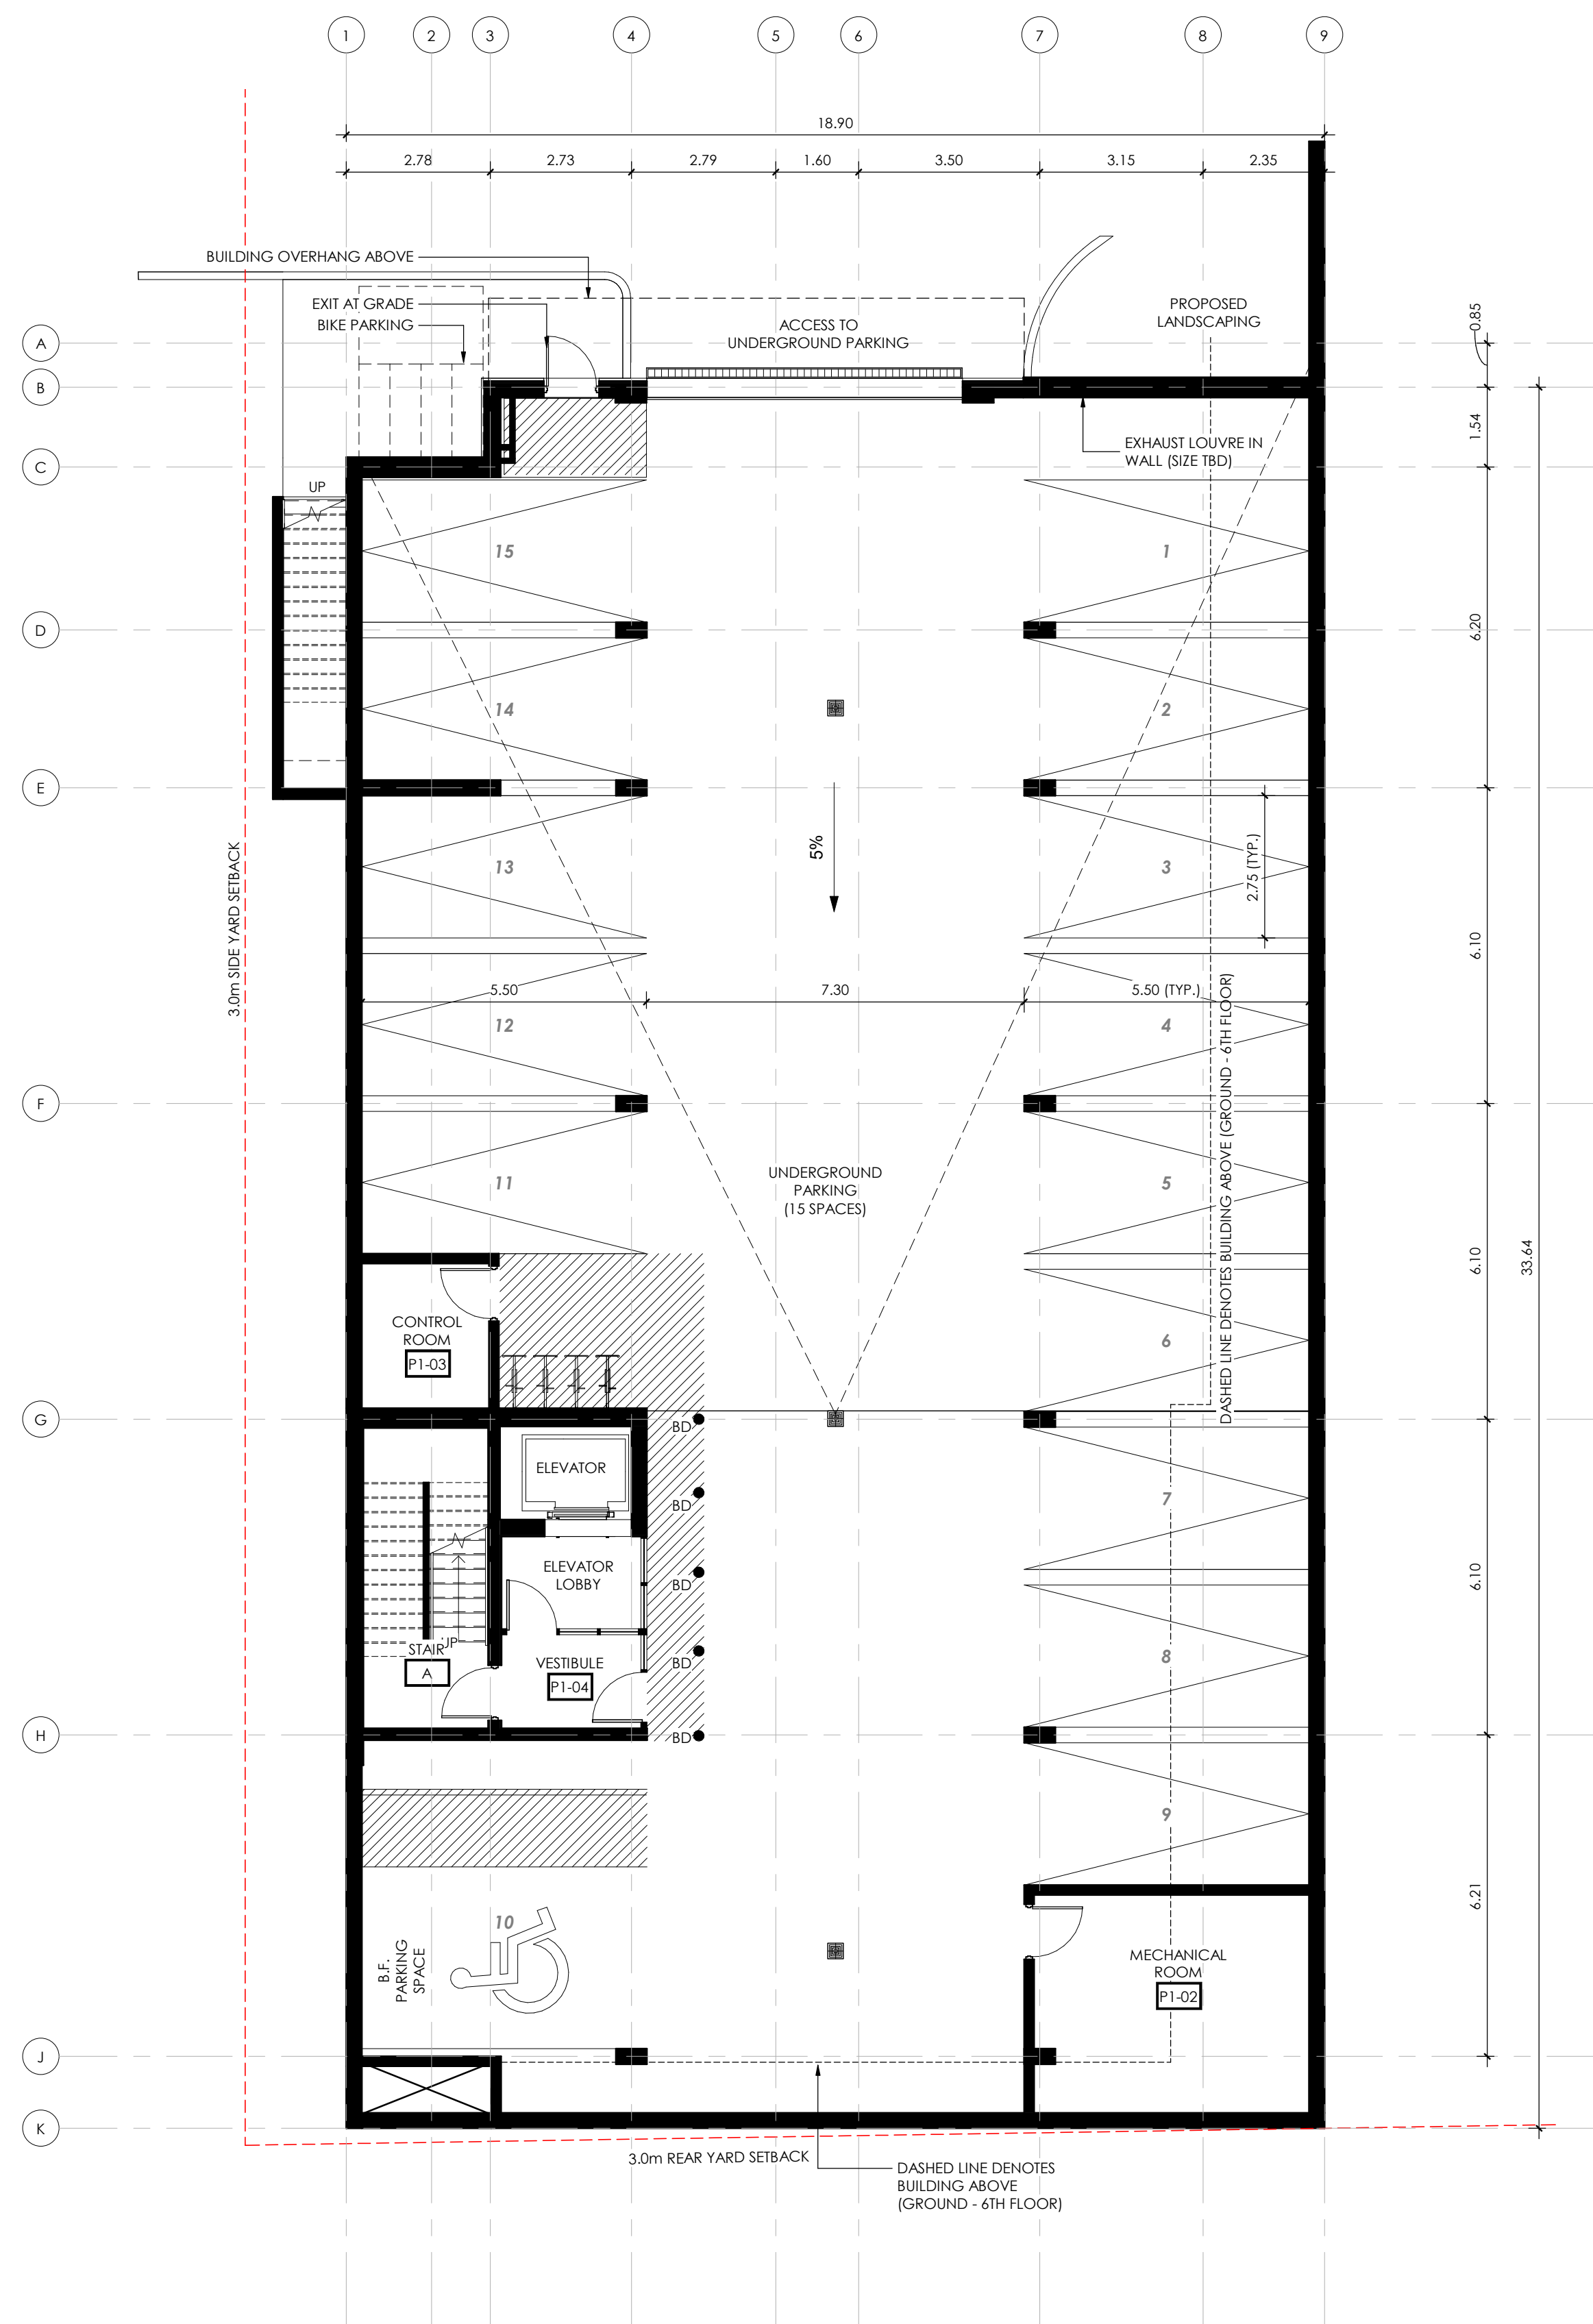 1 2 3 4 5 6 7 8 9
18.90
2.78 2.73 2.79 1.60 3.50 3.15 2.35
BUILDING OVERHANG ABOVE
EXIT AT GRADE
BIKE PARKING
ACCESS TO
UNDERGROUND PARKING
PROPOSED
LANDSCAPING
0.85
A
B
1.54
EXHAUST LOUVRE IN
WALL (SIZE TBD)
C
UP
15
1
D
6.20
14
2
E
5%
13
3
2.75 (TYP.)
3.0m SIDE YARD SETBACK
6.10
5.50
7.30
5.50 (TYP.)
12
4
DASHED LINE DENOTES BUILDING ABOVE (GROUND - 6TH FLOOR)
F
UNDERGROUND
PARKING
(15 SPACES)
11
5
6.10
33.64
CONTROL
ROOM
P1-03
6
G
BD
ELEVATOR
BD
7
ELEVATOR
LOBBY
BD
6.10
STAIR
UP
A
VESTIBULE
P1-04
BD
8
H
BD
9
6.21
10
B.F.
PARKING
SPACE
MECHANICAL
ROOM
P1-02
J
K
3.0m REAR YARD SETBACK
DASHED LINE DENOTES
BUILDING ABOVE
(GROUND - 6TH FLOOR)